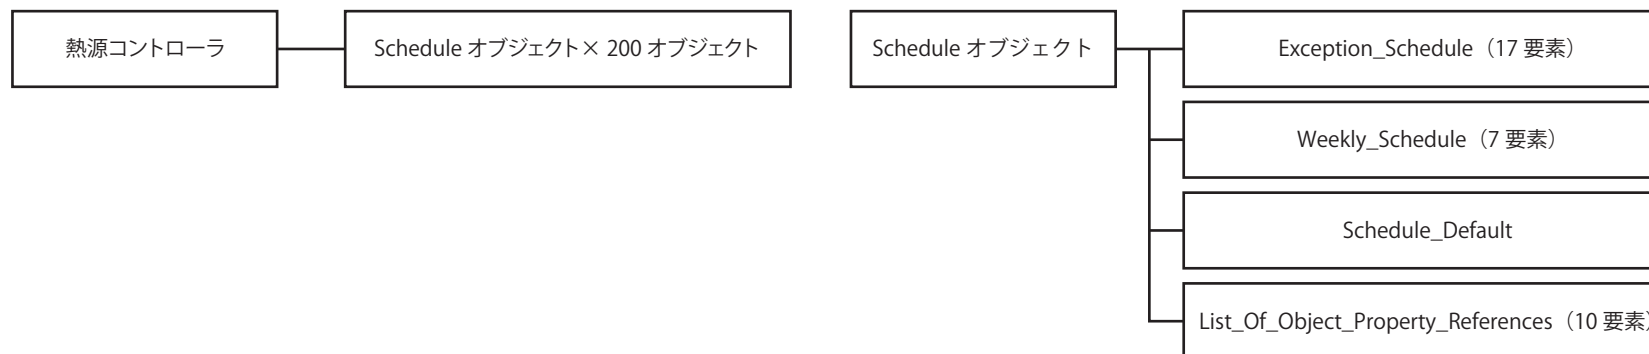 熱源コントローラ
Schedule オブジェクト× 200 オブジェクト
Schedule オブジェクト
Exception_Schedule（17 要素）
Weekly_Schedule（7 要素）
Schedule_Default
List_Of_Object_Property_References（10 要素）